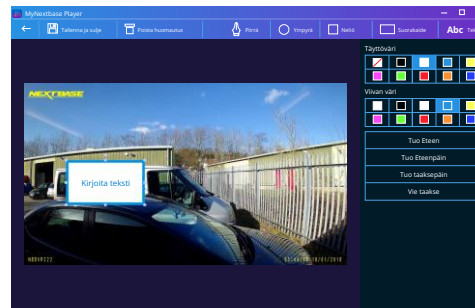 MyNextbase Player
Tallenna ja sulje
Poista huomautus
Piirrä
Ympyrä
Neliö
Suorakaide
Abc
Täyttöväri
Viivan väri
Tuo Eteen
Tuo Eteenpäin
Tuo taaksepäin
Vie taakse
NEXTBASE
Kirjoita teksti